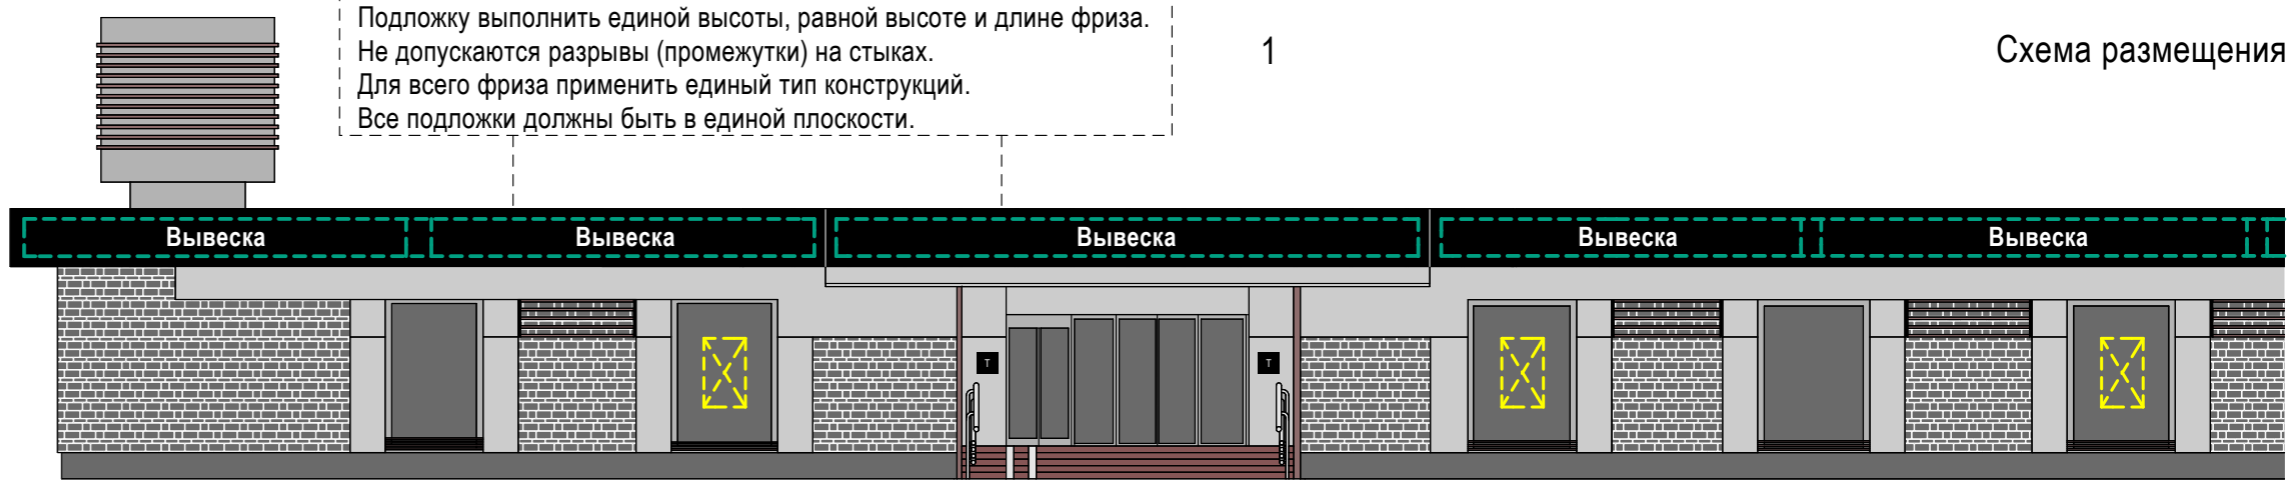 Подложку выполнить единой высоты, равной высоте и длине фриза.
Не допускаются разрывы (промежутки) на стыках.
Для всего фриза применить единый тип конструкций.
Все подложки должны быть в единой плоскости.
1
Схема размещения
Вывеска Вывеска Вывеска Вывеска Вывеска
Т Т